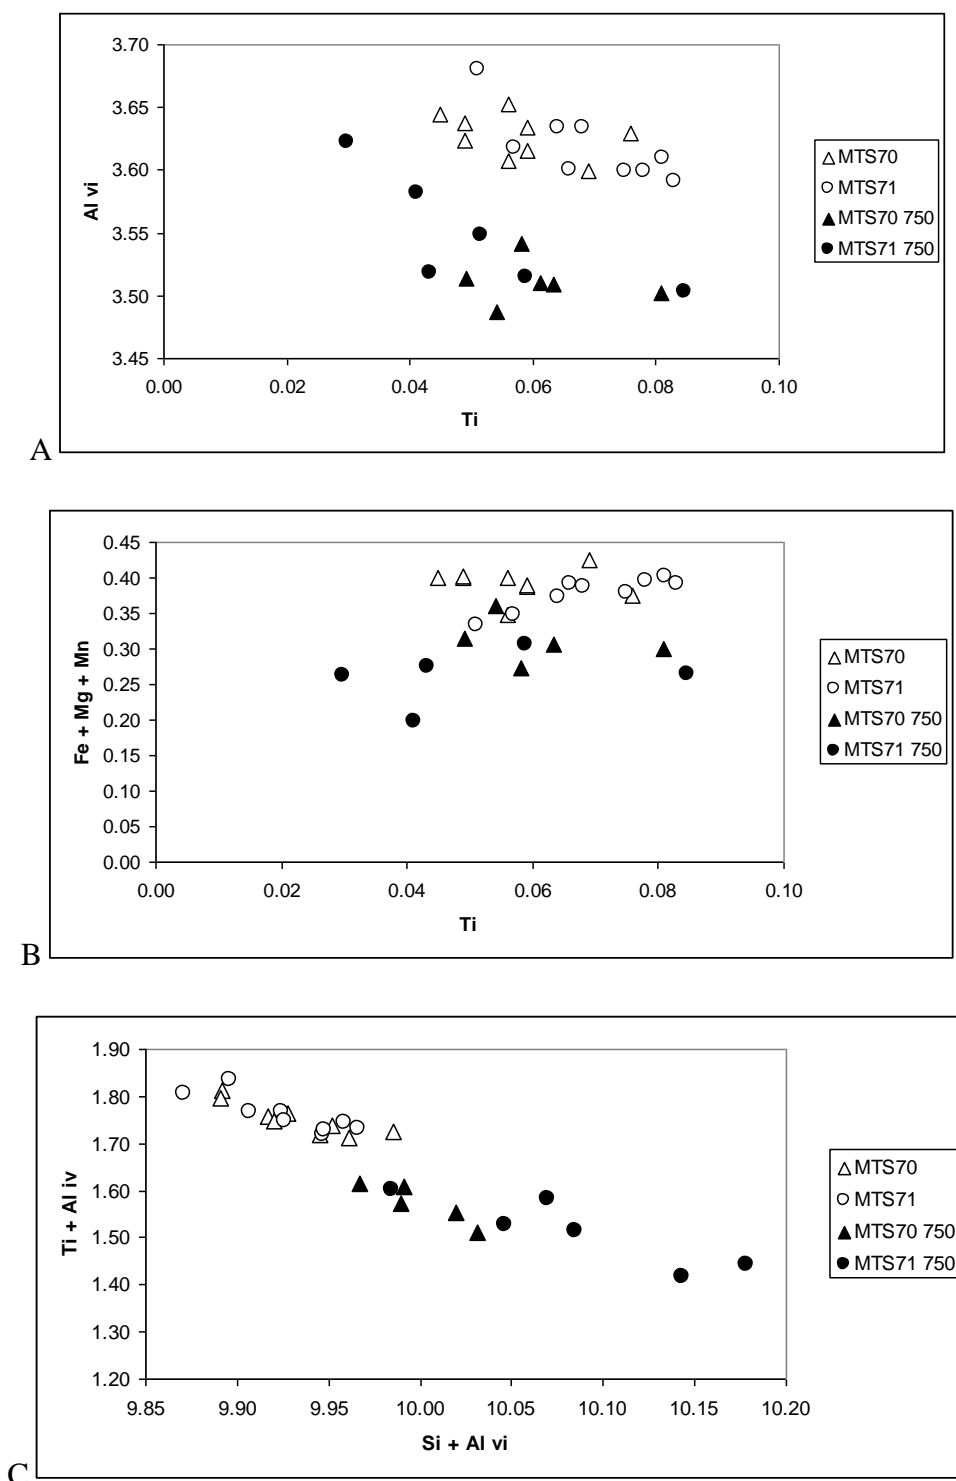 3.70
3.65
3.60
3.55
3.50
3.45
Al vi
0.00 0.02 0.04 0.06 0.08 0.10
Ti
MTS70
MTS71
MTS70 750
MTS71 750
A
0.45
0.40
0.35
0.30
0.25
0.20
0.15
0.10
0.05
0.00
Fe + Mg + Mn
0.00 0.02 0.04 0.06 0.08 0.10
Ti
MTS70
MTS71
MTS70 750
MTS71 750
B
1.90
1.80
1.70
1.60
1.50
1.40
1.30
1.20
Ti + Al iv
9.85 9.90 9.95 10.00 10.05 10.10 10.15 10.20
Si + Al vi
MTS70
MTS71
MTS70 750
MTS71 750
C